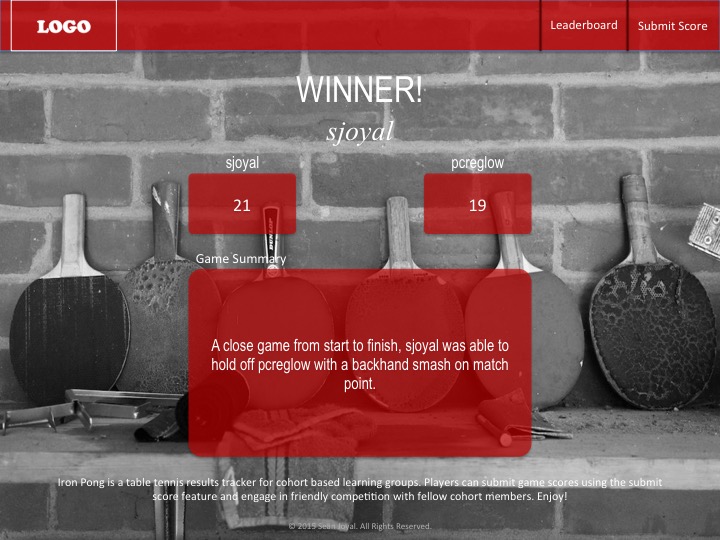 LOGO
Leaderboard
Submit Score
WINNER!
sjoyal
sjoyal
pcreglow
21
19
DUNLOP
Game Summary
A close game from start to finish, sjoyal was able to
hold off pcreglow with a backhand smash on match
point.
Iron Pong is a table tennis results tracker for cohort based learning groups. Players can submit game scores using the submit
score feature and engage in friendly competition with fellow cohort members. Enjoy!
© 2015 Sean Joyal. All Rights Reserved.